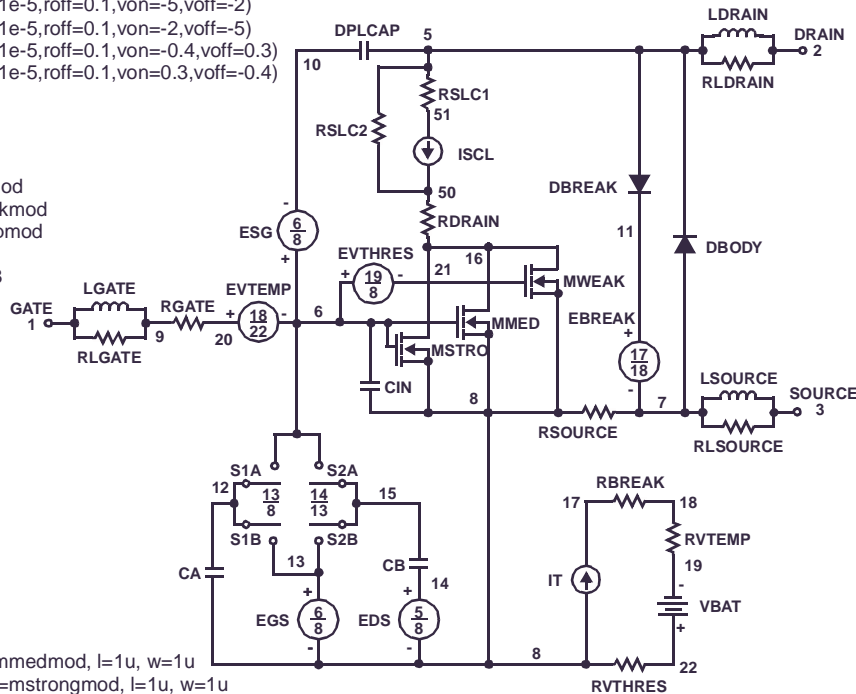 1e-5,roff=0.1,von=-5,voff=-2)
1e-5,roff=0.1,von=-2,voff=-5)
1e-5,roff=0.1,von=-0.4,voff=0.3)
1e-5,roff=0.1,von=0.3,voff=-0.4)
LDRAIN
DPLCAP
5
DRAIN
2
10
RLDRAIN
RSLC1
51
RSLC2
ISCL
50
od
kmod
omod
DBREAK
RDRAIN
ESG
6
8
-
+
11
DBODY
EVTHRES
16
21
+
19
8
-
MWEAK
LGATE
EVTEMP
GATE
1
RGATE
+
18
22
-
6
MMED
EBREAK
+
9
20
RLGATE
MSTRO
17
18
-
CIN
LSOURCE
8
7
SOURCE
3
RSOURCE
RLSOURCE
S1A
S2A
12
13
8
14
13
15
S1B
S2B
13
RBREAK
17
18
RVTEMP
CA
CB
19
IT
-
14
VBAT
+
+
+
EGS
6
8
EDS
5
8
-
-
8
22
RVTHRES
mmedmod, l=1u, w=1u
=mstrongmod, l=1u, w=1u